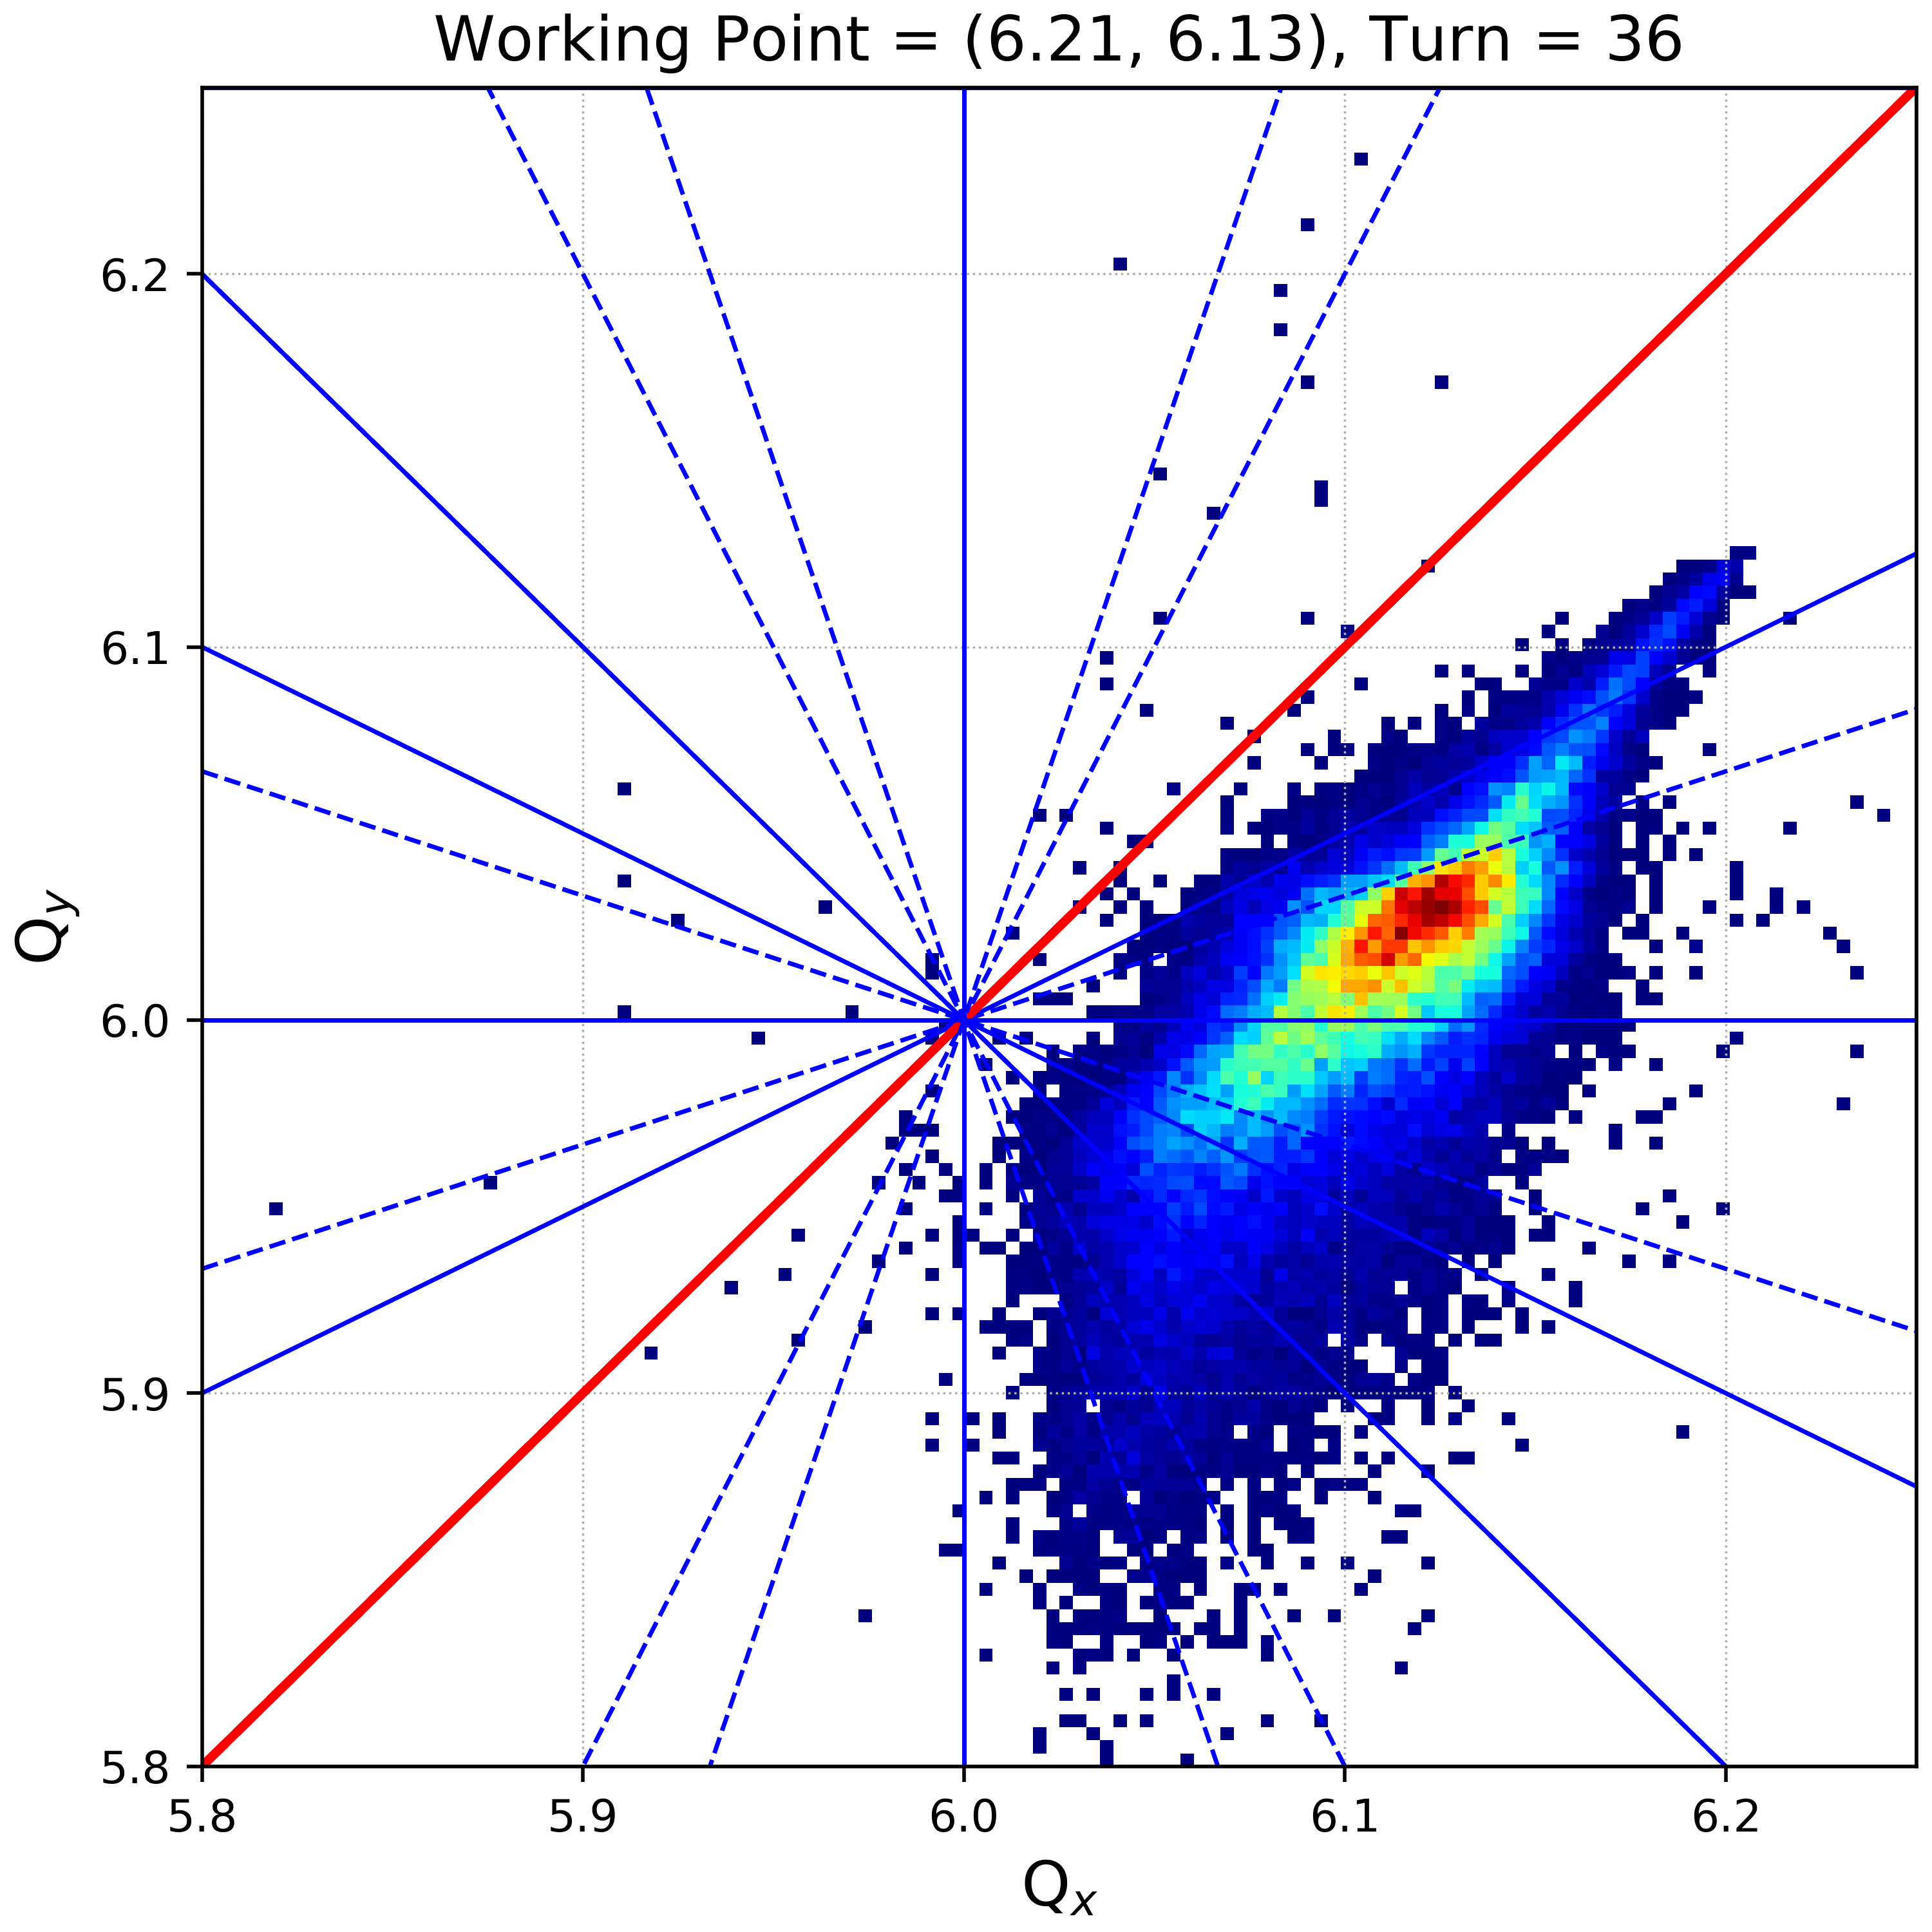 Working Point = (6.21, 6.13), Turn = 36
6.2
6.1
6.0
5.9
5.8
Qy
5.8 5.9 6.0 6.1 6.2
Qx